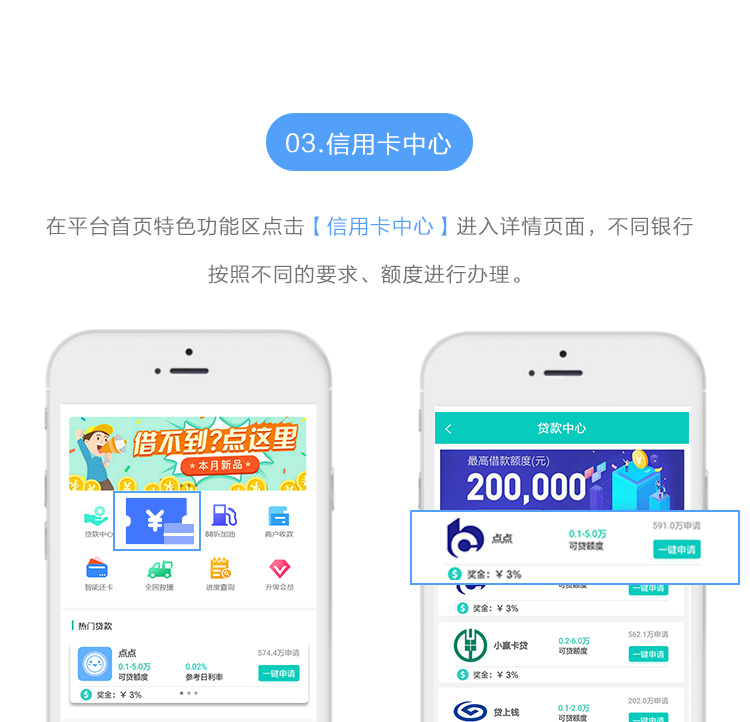 03.信用卡中心
在平台首页特色功能区点击【信用卡中心】进入详情页面，不同银行
按照不同的要求、额度进行办理。
借不到?点这里
本月新品
贷款中心
¥
88折加油
商户收款
智能还卡
全国救援
进度查询
升级会员
热门贷款
点点
574.4万申请
0.1-5.0万
0.02%
可贷额度
参考日利率
一键申请
奖金: ¥ 3%
贷款中心
最高借款额度(元)
200,000
点点
0.1-5.0万
591.0万申请
可贷额度
一键申请
奖金: ¥ 3%
一键申请
奖金: ¥ 3%
小赢卡贷
0.2-6.0万
562.1万申请
可贷额度
一键申请
奖金: ¥ 3%
贷上钱
0.1-2.0万
202.0万申请
可贷额度
一键申请